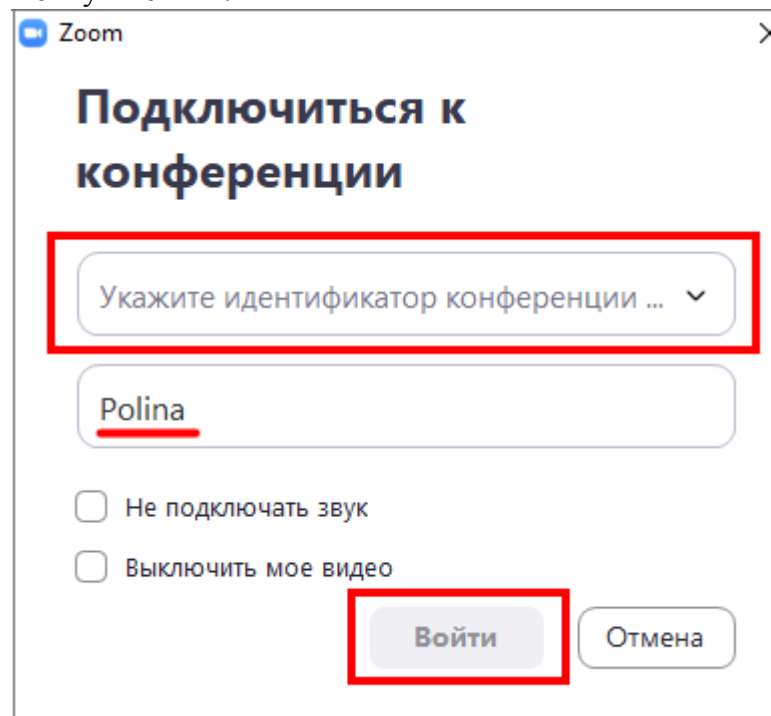 Zoom
Подключиться к
конференции
Укажите идентификатор конференции ...
Polina
Не подключать звук
Выключить мое видео
Войти
Отмена